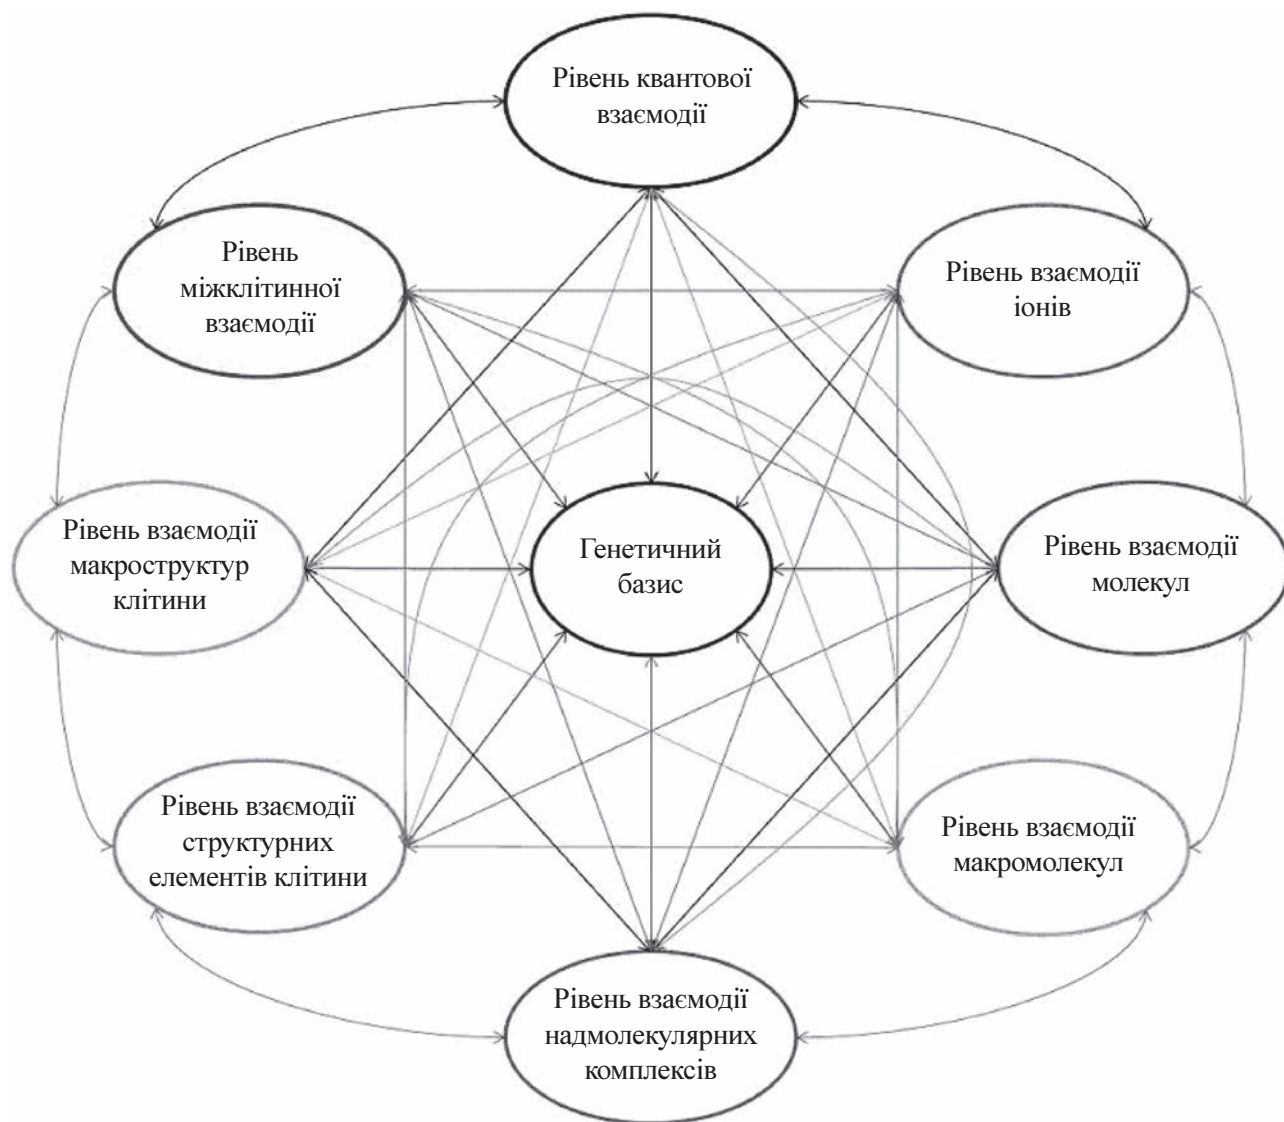 Рівень квантової
взаємодії
Рівень
міжклітинної
взаємодії
Рівень взаємодії
іонів
Рівень взаємодії
макроструктур
клітини
Генетичний
базис
Рівень взаємодії
молекул
Рівень взаємодії
структурних
елементів клітини
Рівень взаємодії
макромолекул
Рівень взаємодії
надмолекулярних
комплексів